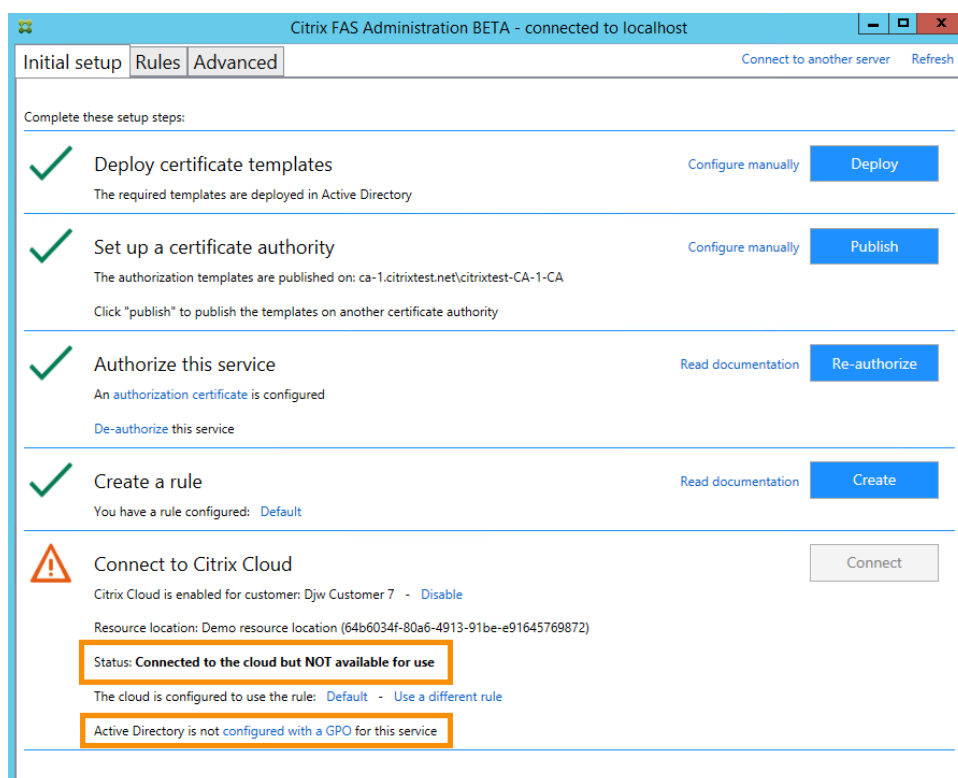 Citrix FAS Administration BETA - connected to localhost
Initial setup Rules Advanced Connect to another server Refresh
Complete these setup steps:
Deploy certificate templates Configure manually Deploy
The required templates are deployed in Active Directory
Set up a certificate authority Configure manually Publish
The authorization templates are published on: ca-1.citrixtest.net\citrixtest-CA-1-CA
Click "publish" to publish the templates on another certificate authority
Authorize this service Read documentation Re-authorize
An authorization certificate is configured
De-authorize this service
Create a rule Read documentation Create
You have a rule configured: Default
Connect to Citrix Cloud Connect
Citrix Cloud is enabled for customer: Djw Customer 7 - Disable
Resource location: Demo resource location (64b6034f-80a6-4913-91be-e91645769872)
Status: Connected to the cloud but NOT available for use
The cloud is configured to use the rule: Default - Use a different rule
Active Directory is not configured with a GPO for this service